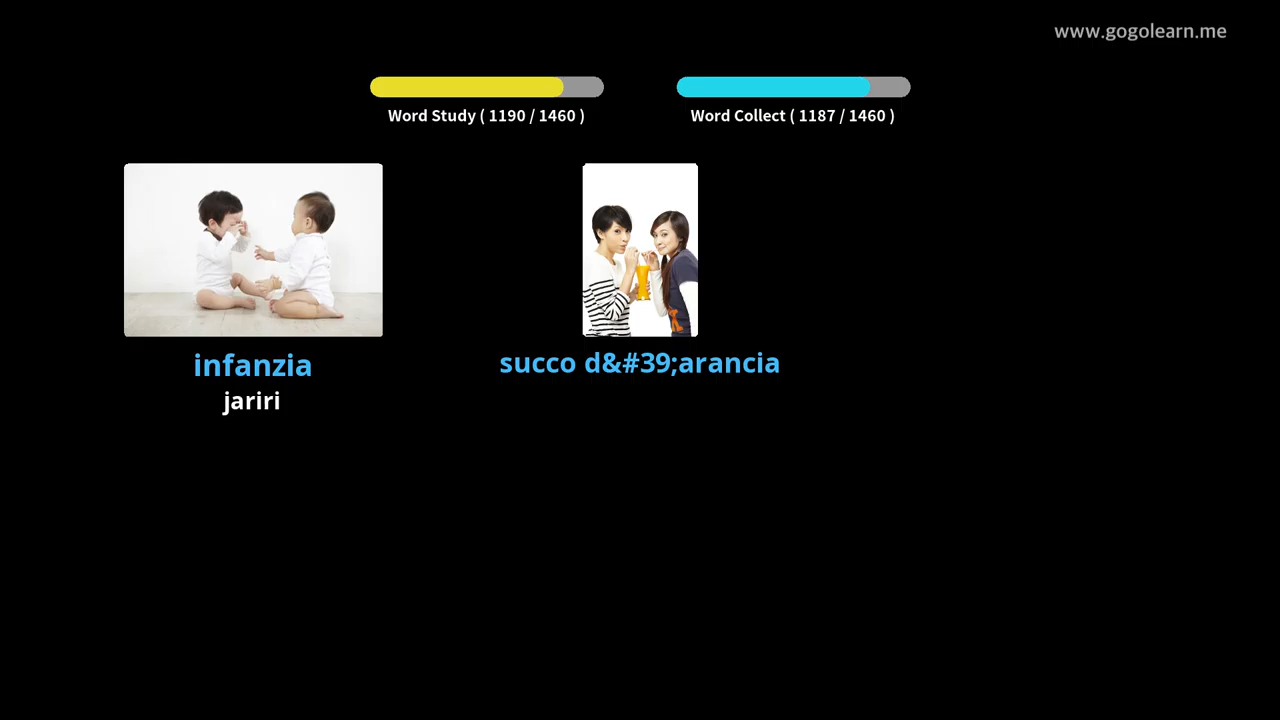 www.gogolearn.me
Word Study ( 1190 / 1460 )
Word Collect ( 1187 / 1460 )
infanzia
jariri
succo d&#39;arancia